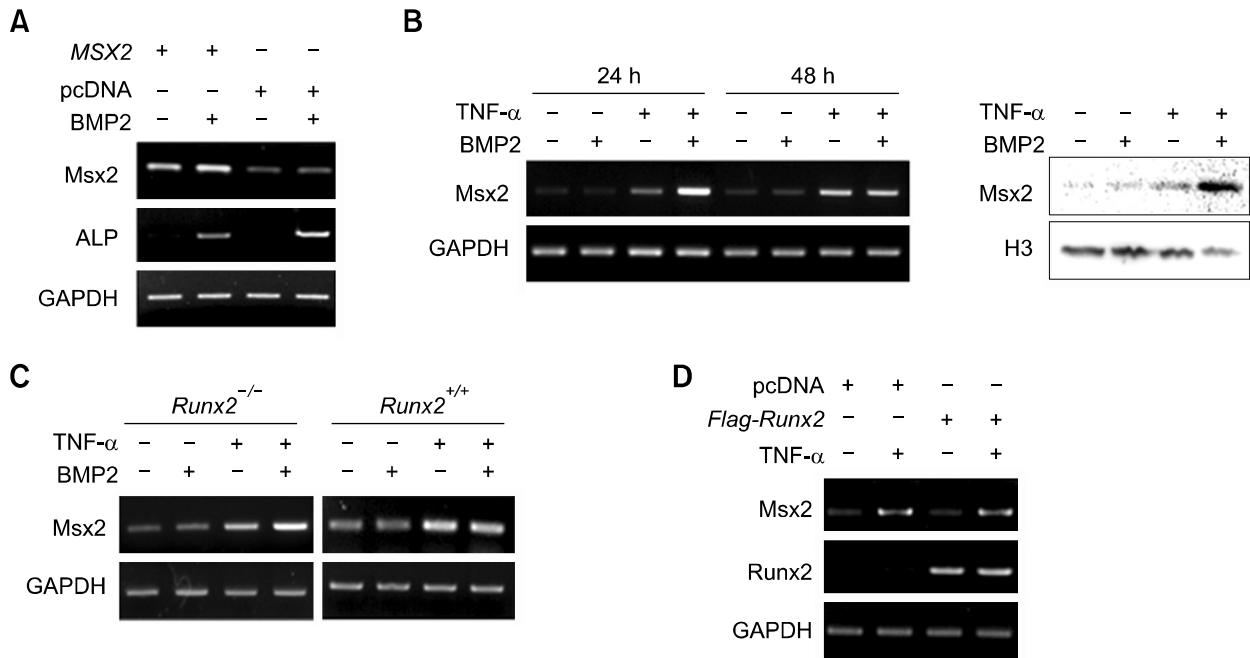 A
MSX2 + + – –
pcDNA – – + +
BMP2 – + – +
Msx2
ALP
GAPDH
B
24 h 48 h
TNF-α – – + + – – + +
BMP2 – + – + – + – +
Msx2
GAPDH
TNF-α – – + +
BMP2 – + – +
Msx2
H3
C
Runx2–/– Runx2+/+
TNF-α – – + + – – + +
BMP2 – + – + – + – +
Msx2
GAPDH
D
pcDNA + + – –
Flag-Runx2 – – + +
TNF-α – + – +
Msx2
Runx2
GAPDH